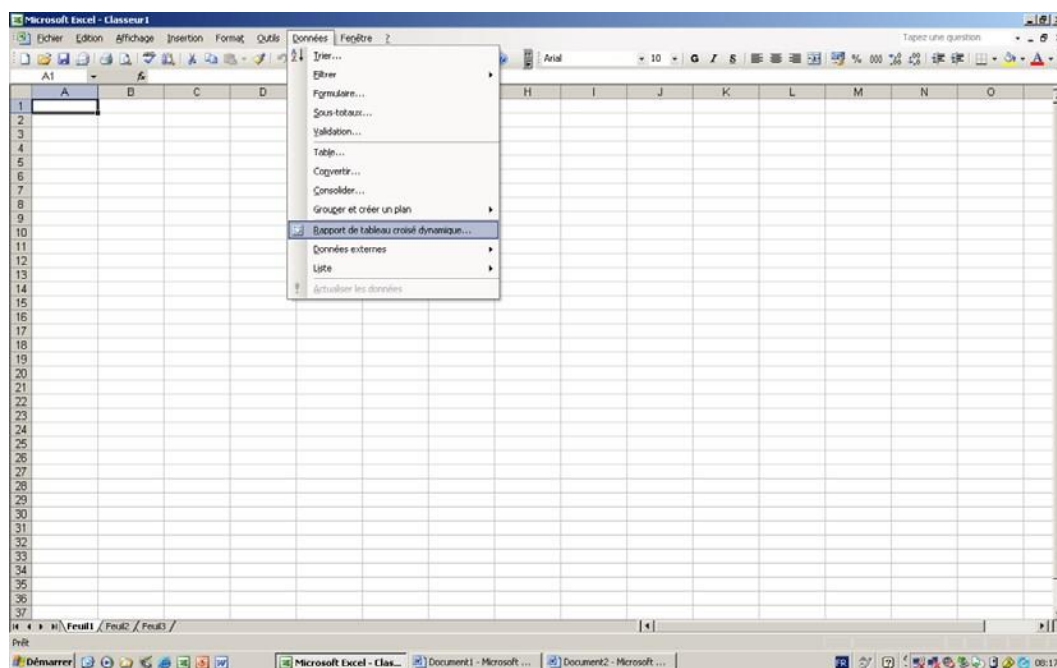 Microsoft Excel - Classeur1
Fichier Edition Affichage Insertion Format Outils Données Fenêtre ? Tapez une question
Arial 10 G I S % 000
A1 fx
A B C D H I J K L M N O
1
2
3
4
5
6
7
8
9
10
11
12
13
14
15
16
17
18
19
20
21
22
23
24
25
26
27
28
29
30
31
32
33
34
35
36
37
Trier...
Filtrer
Formulaire...
Sous-totaux...
Validation...
Table...
Convertir...
Consolider...
Grouper et créer un plan
Rapport de tableau croisé dynamique...
Données externes
Liste
Actualiser les données
Feuil1 Feuil2 Feuil3
Prêt
Démarrer Microsoft Excel - Clas... Document1 - Microsoft ... Document2 - Microsoft ... FR 08:17